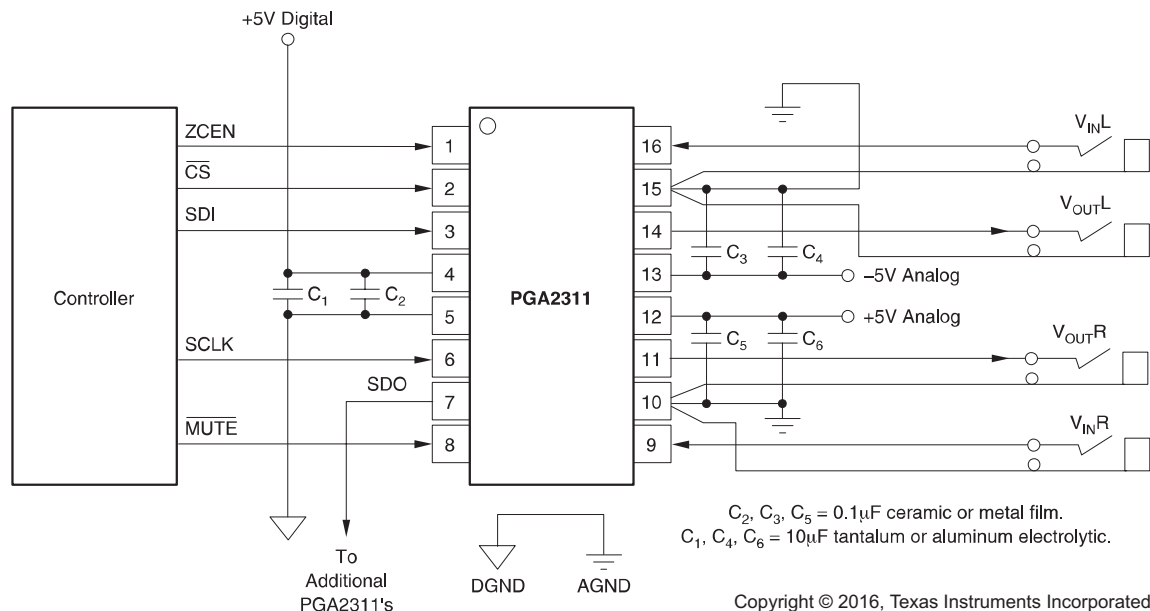 +5V Digital
Controller
ZCEN
CS
SDI
SCLK
SDO
MUTE
1
2
3
4
5
6
7
8
C1
C2
PGA2311
16
15
14
13
12
11
10
9
C3
C4
C5
C6
VINL
VOUTL
–5V Analog
+5V Analog
VOUTR
VINR
To
Additional
PGA2311's
DGND
AGND
C2, C3, C5 = 0.1μF ceramic or metal film.
C1, C4, C6 = 10μF tantalum or aluminum electrolytic.
Copyright © 2016, Texas Instruments Incorporated